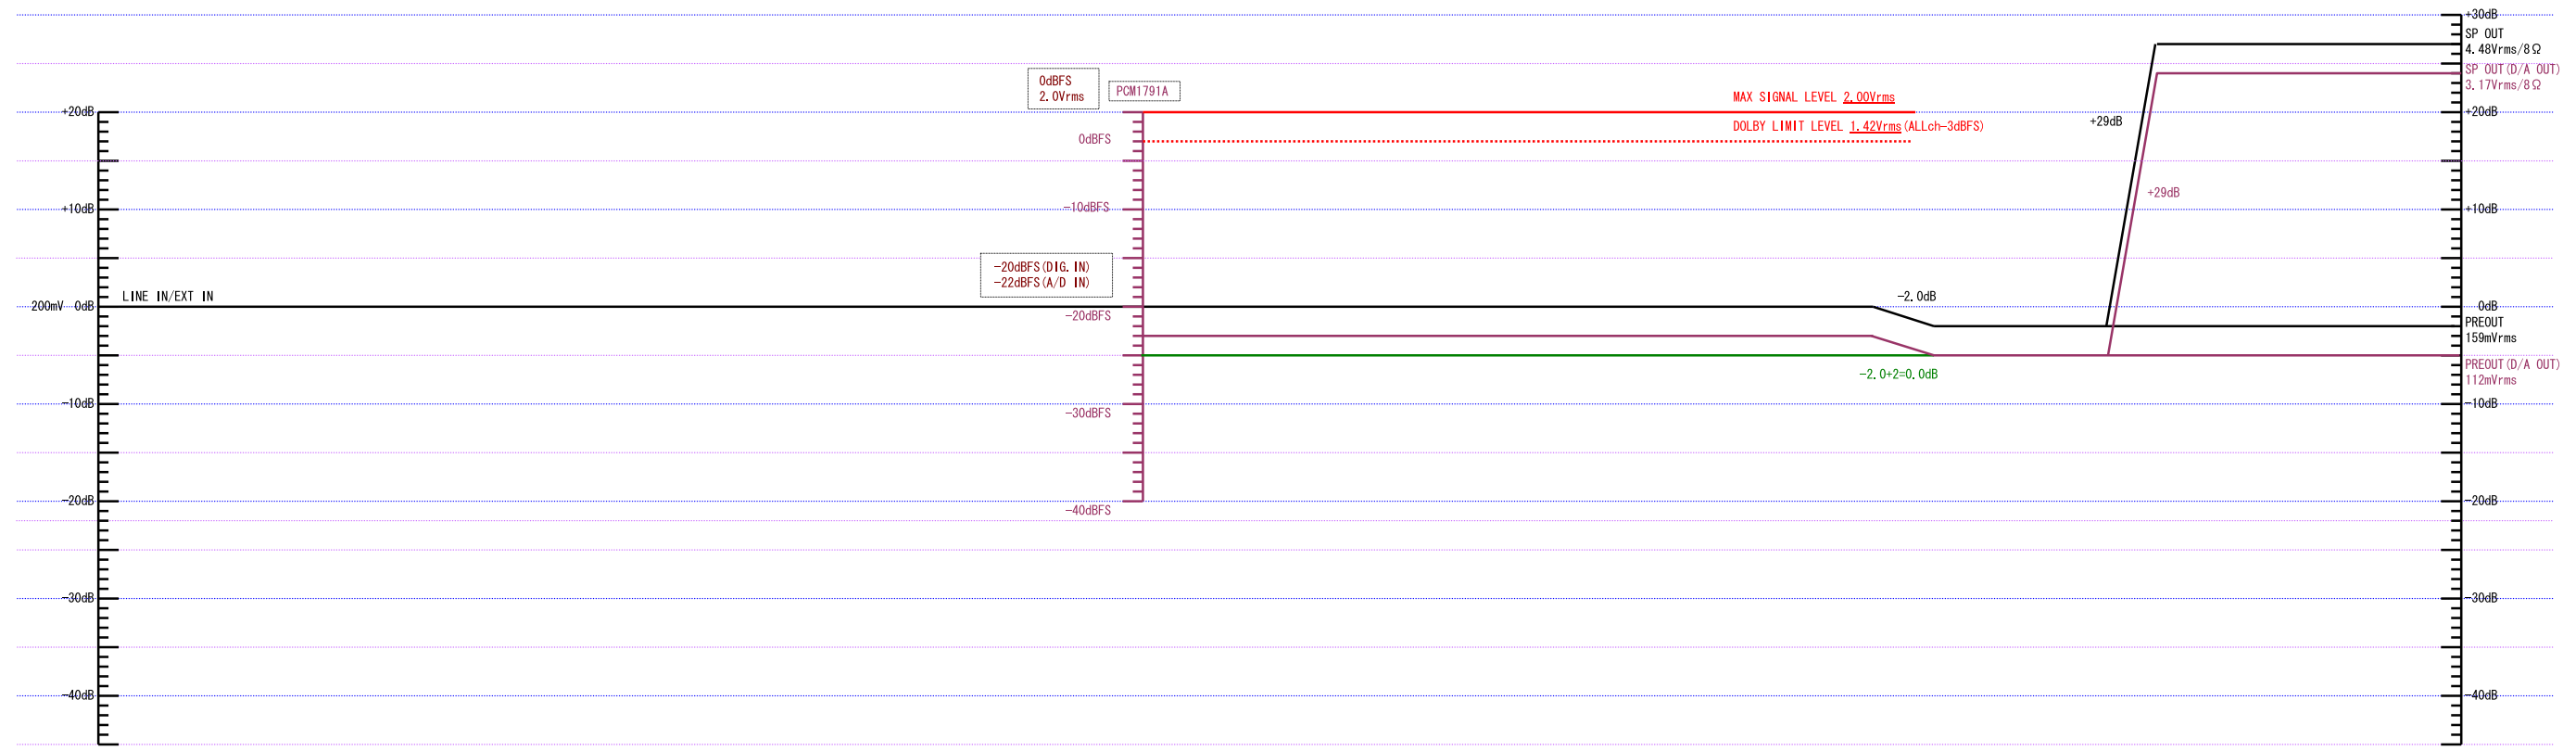 +30dB
SP OUT
4.48Vrms/8Ω
SP OUT(D/A OUT)
3.17Vrms/8Ω
0dBFS
2.0Vrms
PCM1791A
MAX SIGNAL LEVEL 2.00Vrms
+20dB
+20dB
DOLBY LIMIT LEVEL 1.42Vrms(ALLch-3dBFS)
+29dB
0dBFS
+29dB
+10dB
-10dBFS
+10dB
-20dBFS(DIG.IN)
-22dBFS(A/D IN)
LINE IN/EXT IN
-2.0dB
200mV 0dB
0dB
-20dBFS
PREOUT
159mVrms
PREOUT(D/A OUT)
112mVrms
-2.0+2=0.0dB
-10dB
-10dB
-30dBFS
-20dB
-20dB
-40dBFS
-30dB
-30dB
-40dB
-40dB